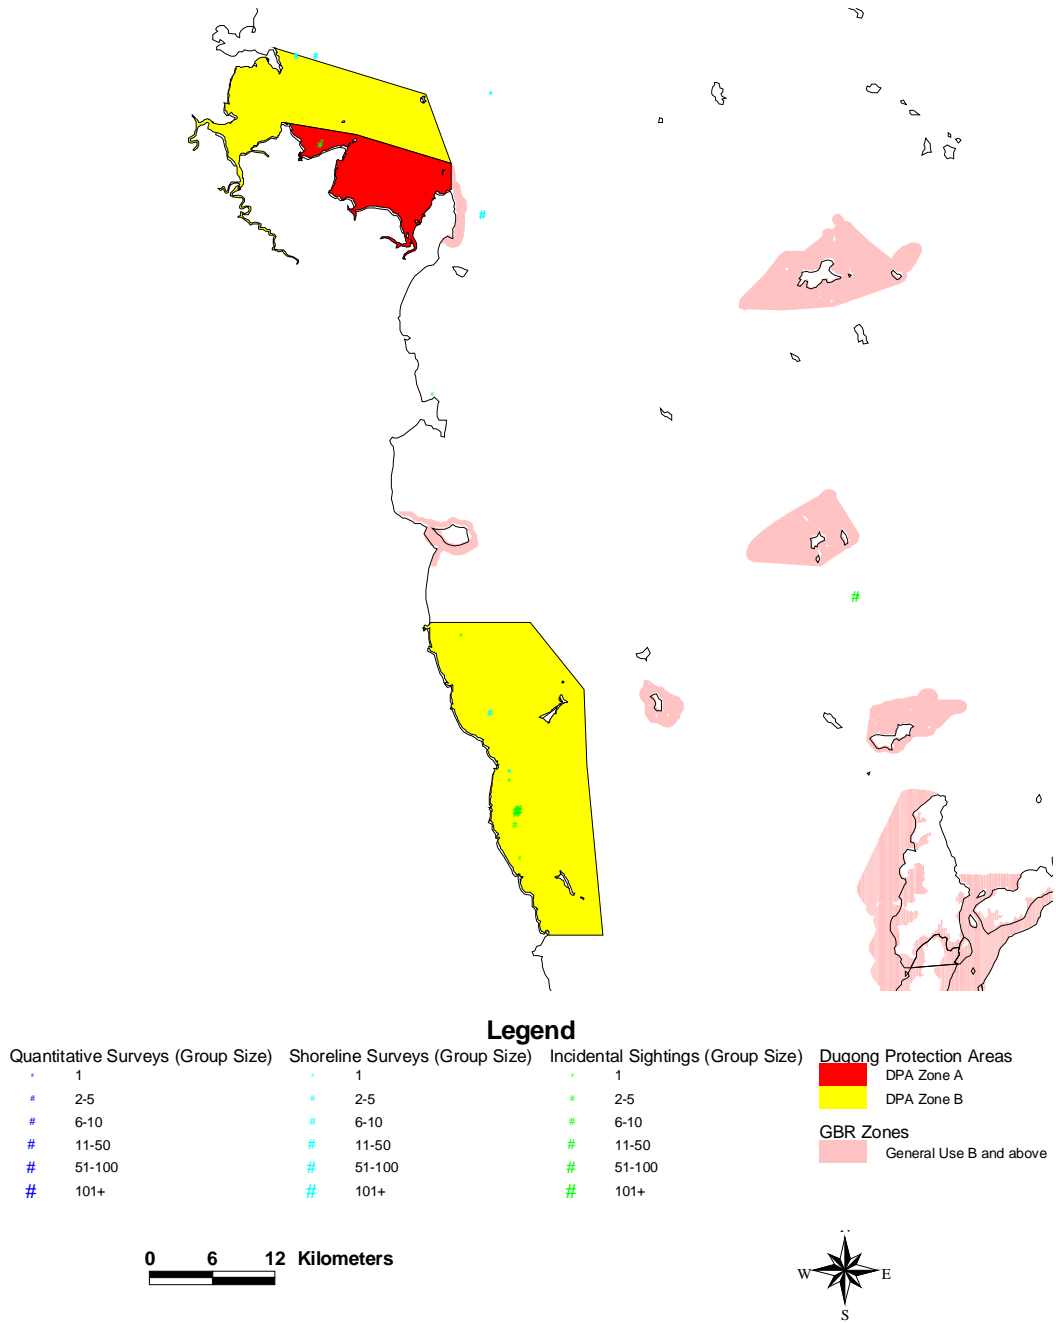 Legend
Quantitative Surveys (Group Size)
# 1
# 2-5
# 6-10
# 11-50
# 51-100
# 101+
Shoreline Surveys (Group Size)
# 1
# 2-5
# 6-10
# 11-50
# 51-100
# 101+
Incidental Sightings (Group Size)
# 1
# 2-5
# 6-10
# 11-50
# 51-100
# 101+
Dugong Protection Areas
DPA Zone A
DPA Zone B
GBR Zones
General Use B and above
0 6 12 Kilometers
N
W E
S